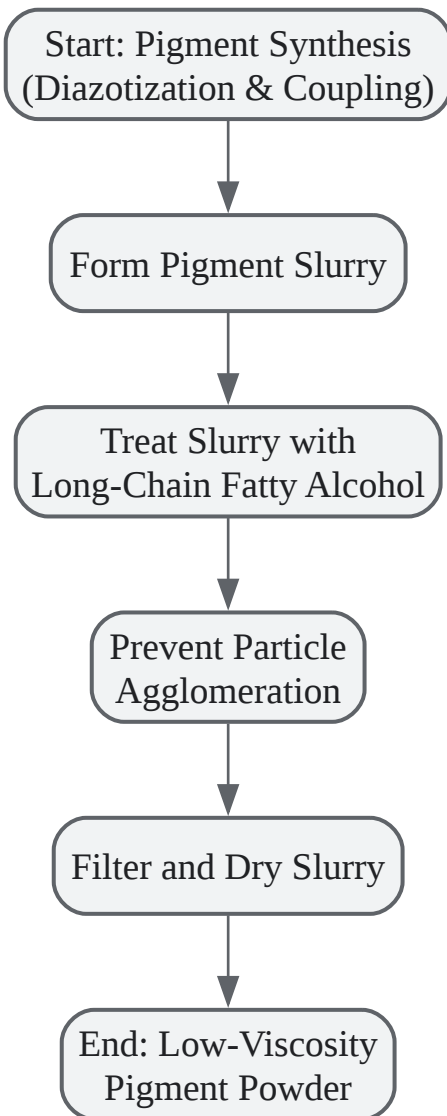 Start: Pigment Synthesis
(Diazotization & Coupling)
Form Pigment Slurry
Treat Slurry with
Long-Chain Fatty Alcohol
Prevent Particle
Agglomeration
Filter and Dry Slurry
End: Low-Viscosity
Pigment Powder